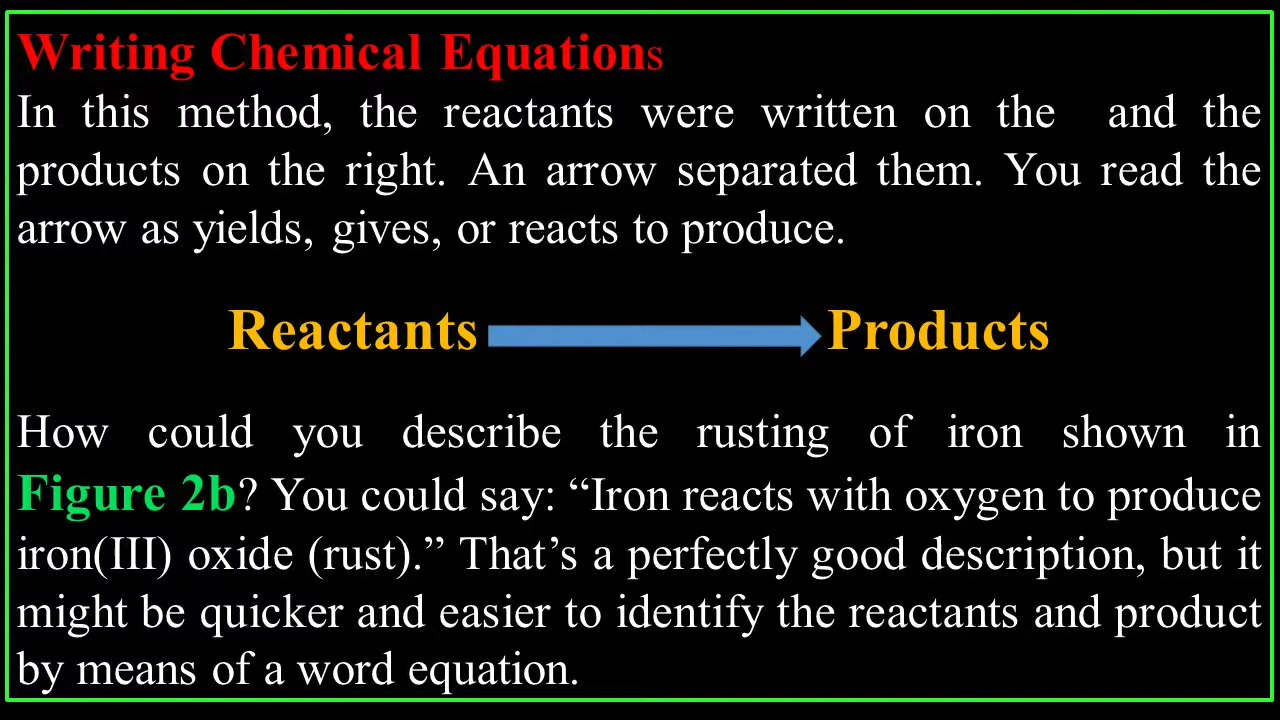 Writing Chemical Equations
In this method, the reactants were written on the and the
products on the right. An arrow separated them. You read the
arrow as yields, gives, or reacts to produce.
Reactants Products
How could you describe the rusting of iron shown in
Figure 2b? You could say: “Iron reacts with oxygen to produce
iron(III) oxide (rust).” That’s a perfectly good description, but it
might be quicker and easier to identify the reactants and product
by means of a word equation.